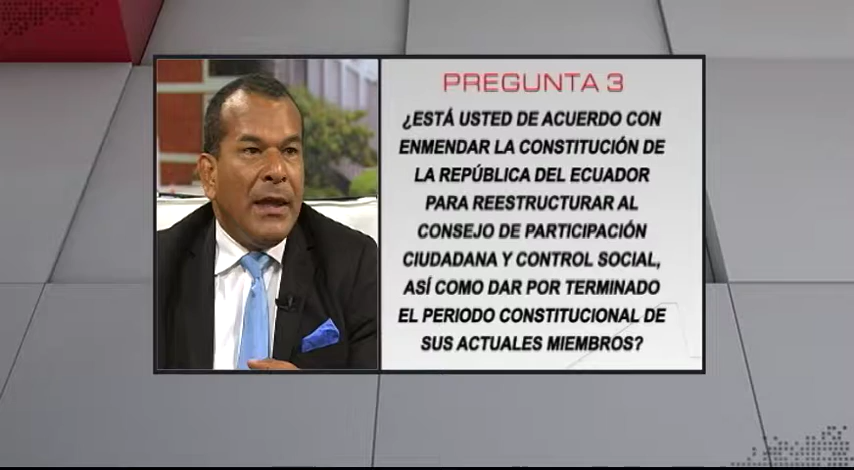 PREGUNTA 3
¿ESTÁ USTED DE ACUERDO CON
ENMENDAR LA CONSTITUCIÓN DE
LA REPÚBLICA DEL ECUADOR
PARA REESTRUCTURAR AL
CONSEJO DE PARTICIPACIÓN
CIUDADANA Y CONTROL SOCIAL,
ASÍ COMO DAR POR TERMINADO
EL PERIODO CONSTITUCIONAL DE
SUS ACTUALES MIEMBROS?